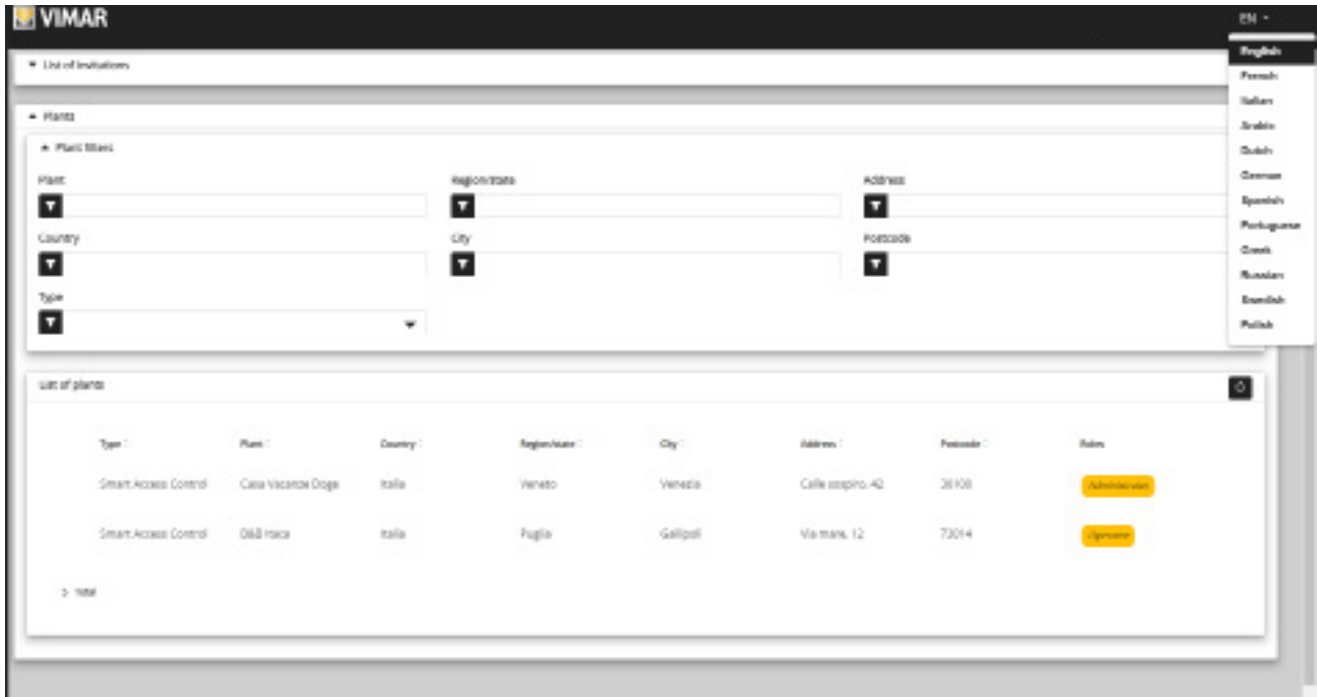 VIMAR
EN
English
French
Italian
Arabic
Dutch
German
Spanish
Portuguese
Greek
Russian
Swedish
Polish
List of invitations
Plants
Plant filters
Plant Region/state Address
Country City Postcode
Type
List of plants
Type Plant Country Region/state City Address Postcode Roles
Smart Access Control Casa Vacanze Doge Italia Veneto Venezia Calle sospiro, 42 30100 Administrator
Smart Access Control B&B Itaca Italia Puglia Gallipoli Via mare, 12 73014 Operator
Total